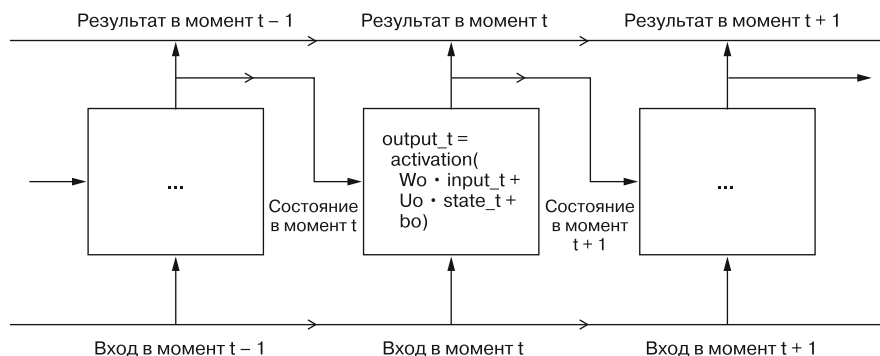 Результат в момент t – 1
Результат в момент t
Результат в момент t + 1
...
output_t =
activation(
Wo • input_t +
Uo • state_t +
bo)
...
Состояние
в момент t
Состояние
в момент
t + 1
Вход в момент t – 1
Вход в момент t
Вход в момент t + 1